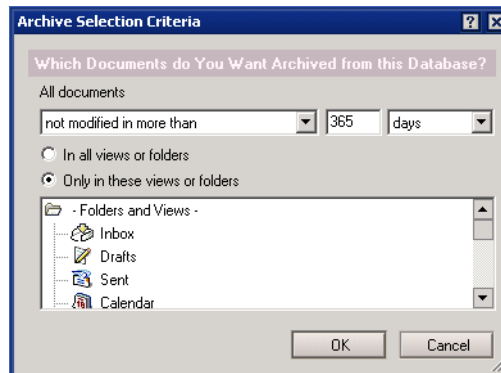 Archive Selection Criteria
Which Documents do You Want Archived from this Database?
All documents
not modified in more than 365 days
In all views or folders
Only in these views or folders
- Folders and Views -
Inbox
Drafts
Sent
Calendar
OK Cancel